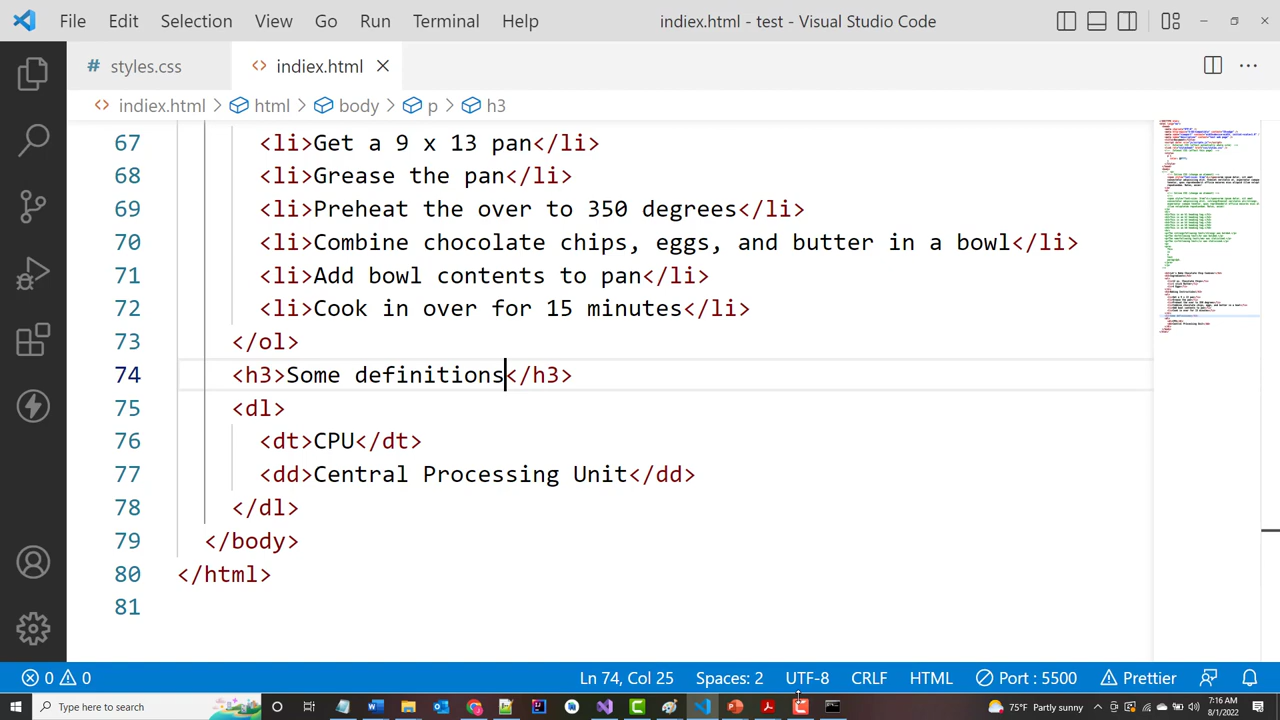 File Edit Selection View Go Run Terminal Help indiex.html - test - Visual Studio Code
# styles.css <> indiex.html
<> indiex.html > html > body > p > h3
67 <li>Get a 9 x 13 pan</li>
68 <li>Grease the pan</li>
69 <li>Preheat the over to 350 degrees</li>
70 <li>Combine chocolate chips, eggs, and butter in a bowl</li>
71 <li>Add bowl contents to pan</li>
72 <li>Cook in over for 15 minutes</li>
73 </ol>
74 <h3>Some definitions</h3>
75 <dl>
76 <dt>CPU</dt>
77 <dd>Central Processing Unit</dd>
78 </dl>
79 </body>
80 </html>
81
0 0 Ln 74, Col 25 Spaces: 2 UTF-8 CRLF HTML Port : 5500 Prettier
Type here to search 75°F Partly sunny 7:16 AM
8/1/2022